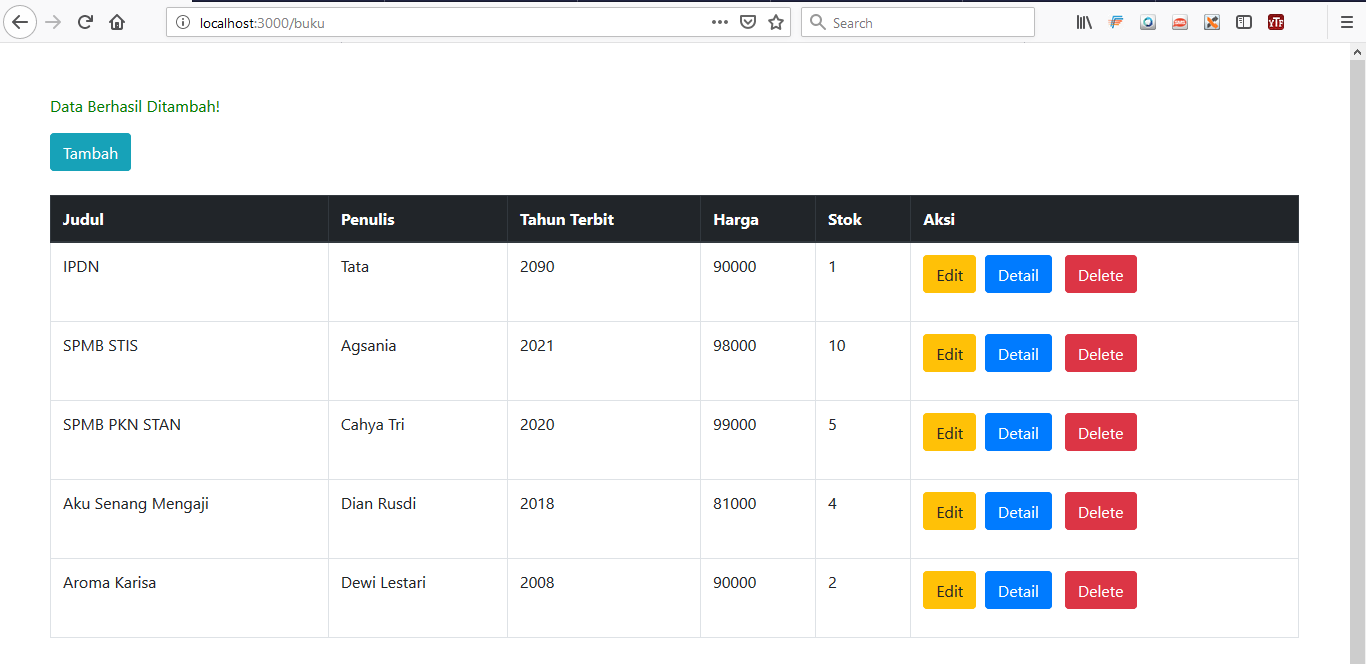 localhost:3000/buku
Search
Data Berhasil Ditambah!
Tambah
Judul Penulis Tahun Terbit Harga Stok Aksi
IPDN Tata 2090 90000 1 Edit Detail Delete
SPMB STIS Agsania 2021 98000 10 Edit Detail Delete
SPMB PKN STAN Cahya Tri 2020 99000 5 Edit Detail Delete
Aku Senang Mengaji Dian Rusdi 2018 81000 4 Edit Detail Delete
Aroma Karisa Dewi Lestari 2008 90000 2 Edit Detail Delete